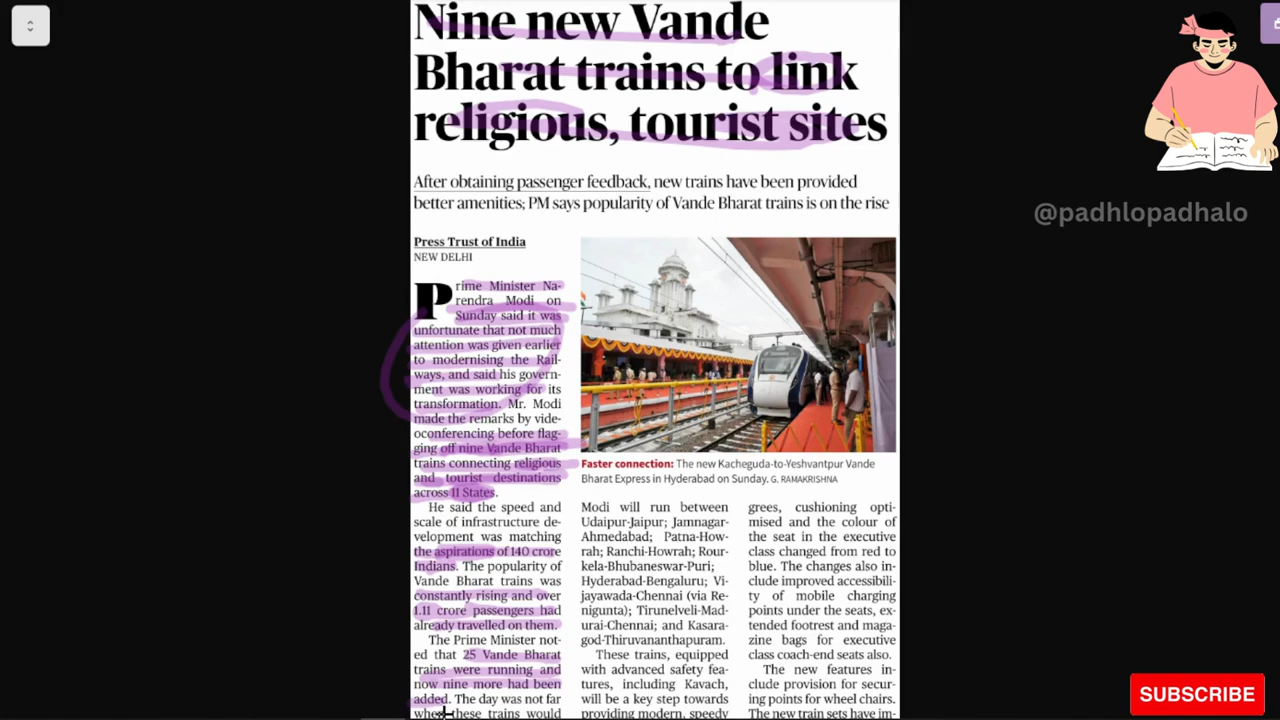 Nine new Vande
Bharat trains to link
religious, tourist sites
After obtaining passenger feedback, new trains have been provided
better amenities; PM says popularity of Vande Bharat trains is on the rise
Press Trust of India
NEW DELHI
Prime Minister Na-
rendra Modi on
Sunday said it was
unfortunate that not much
attention was given earlier
to modernising the Rail-
ways, and said his govern-
ment was working for its
transformation. Mr. Modi
made the remarks by vide-
oconferencing before flag-
ging off nine Vande Bharat
trains connecting religious
and tourist destinations
across 11 States.
He said the speed and
scale of infrastructure de-
velopment was matching
the aspirations of 140 crore
Indians. The popularity of
Vande Bharat trains was
constantly rising and over
1.11 crore passengers had
already travelled on them.
The Prime Minister not-
ed that 25 Vande Bharat
trains were running and
now nine more had been
added. The day was not far
when these trains would
Faster connection: The new Kacheguda-to-Yeshvantpur Vande
Bharat Express in Hyderabad on Sunday. G. RAMAKRISHNA
Modi will run between
Udaipur-Jaipur; Jamnagar-
Ahmedabad; Patna-How-
rah; Ranchi-Howrah; Rour-
kela-Bhubaneswar-Puri;
Hyderabad-Bengaluru; Vi-
jayawada-Chennai (via Re-
nigunta); Tirunelveli-Mad-
urai-Chennai; and Kasara-
god-Thiruvananthapuram.
These trains, equipped
with advanced safety fea-
tures, including Kavach,
will be a key step towards
providing modern, speedy
grees, cushioning opti-
mised and the colour of
the seat in the executive
class changed from red to
blue. The changes also in-
clude improved accessibili-
ty of mobile charging
points under the seats, ex-
tended footrest and maga-
zine bags for executive
class coach-end seats also.
The new features in-
clude provision for secur-
ing points for wheel chairs.
The new train sets have im-
@padhlopadhalo
SUBSCRIBE